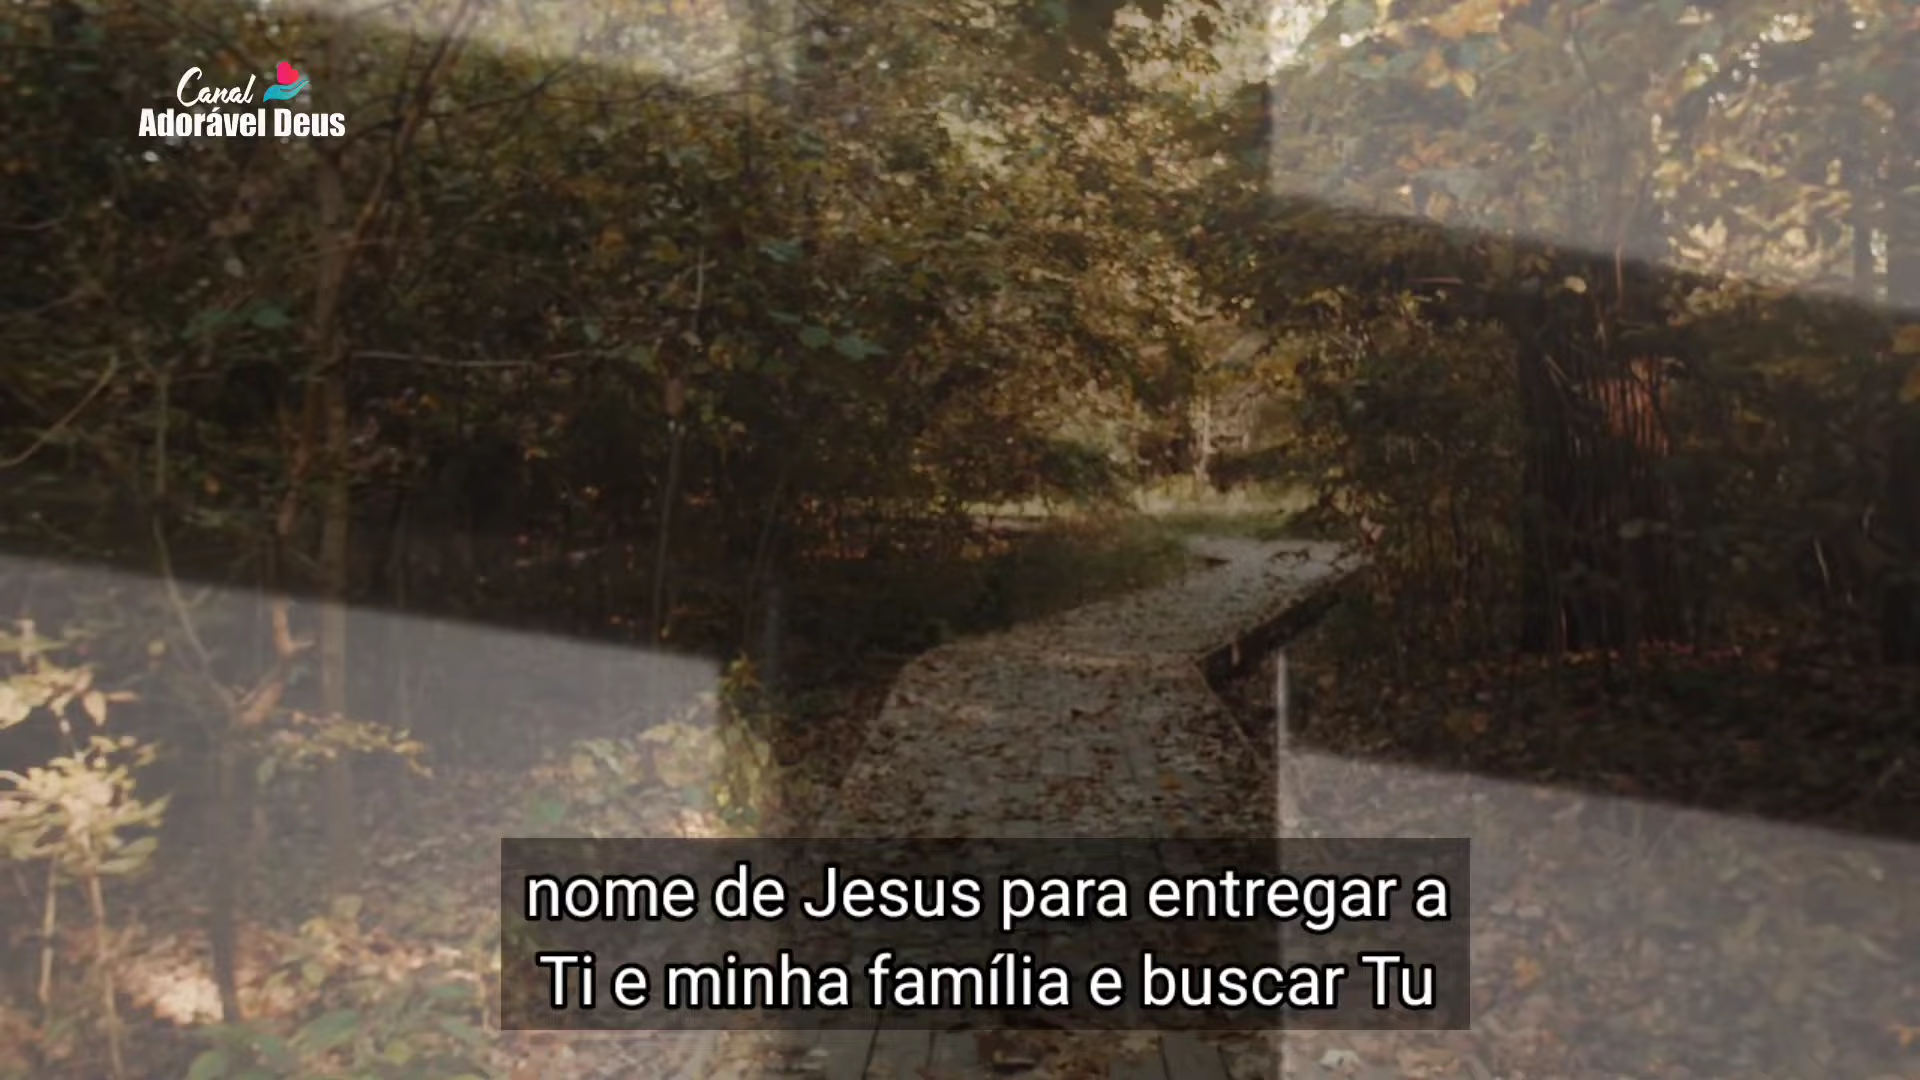 Canal
Adorável Deus
nome de Jesus para entregar a
Ti e minha família e buscar Tu